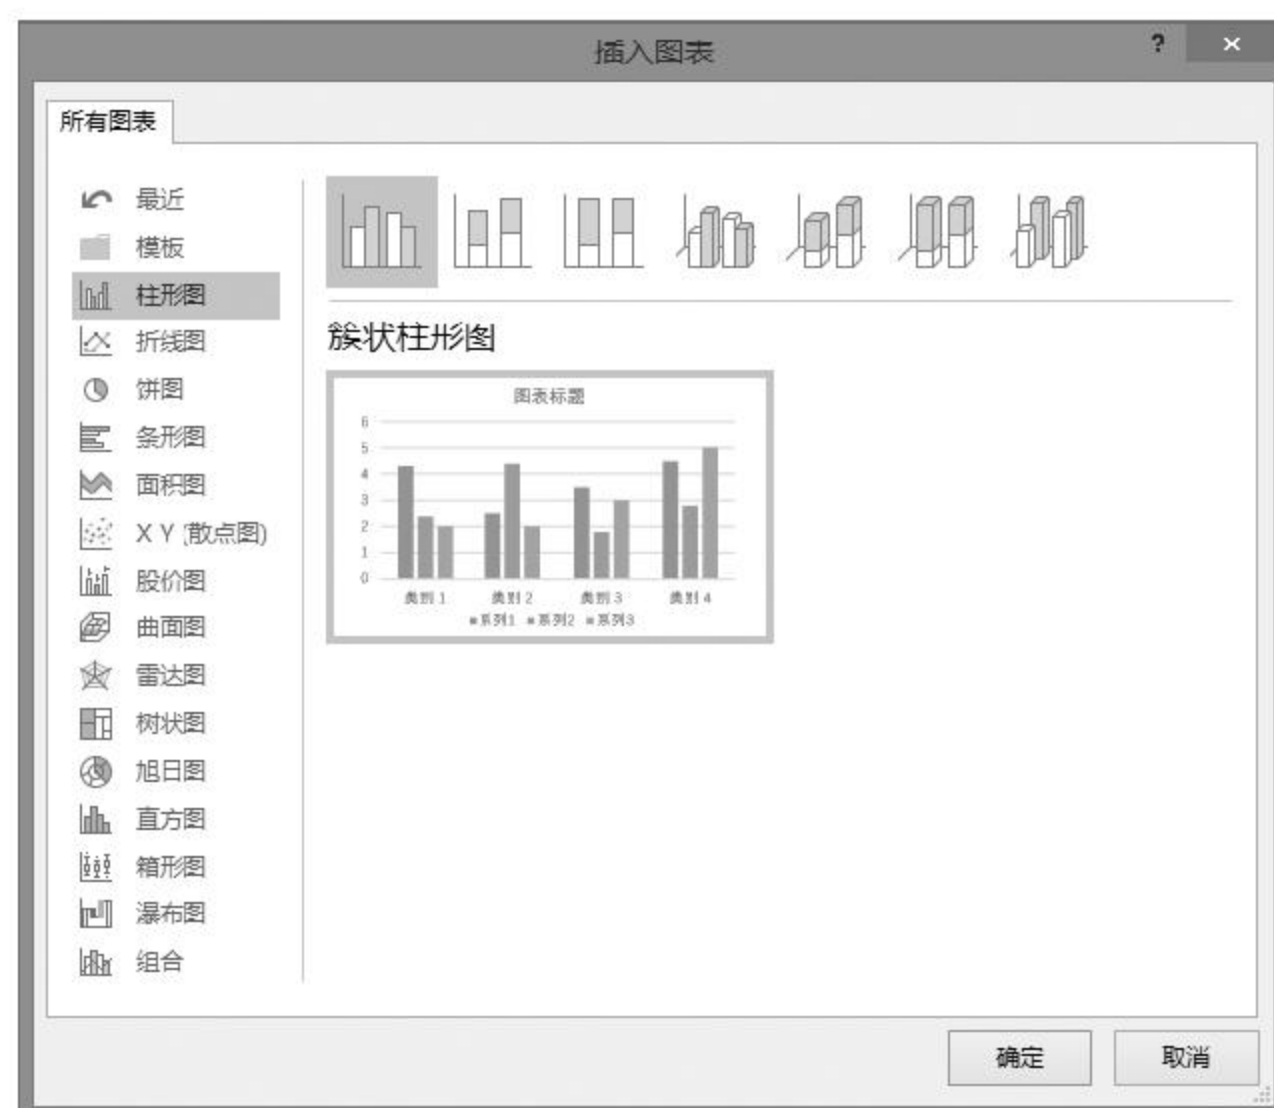 插入图表
?
×
所有图表
最近
模板
柱形图
折线图
饼图
条形图
面积图
X Y (散点图)
股价图
曲面图
雷达图
树状图
旭日图
直方图
箱形图
瀑布图
组合
簇状柱形图
图表标题
6
5
4
3
2
1
0
类别 1 类别 2 类别 3 类别 4
■系列1 ■系列2 ■系列3
确定 取消